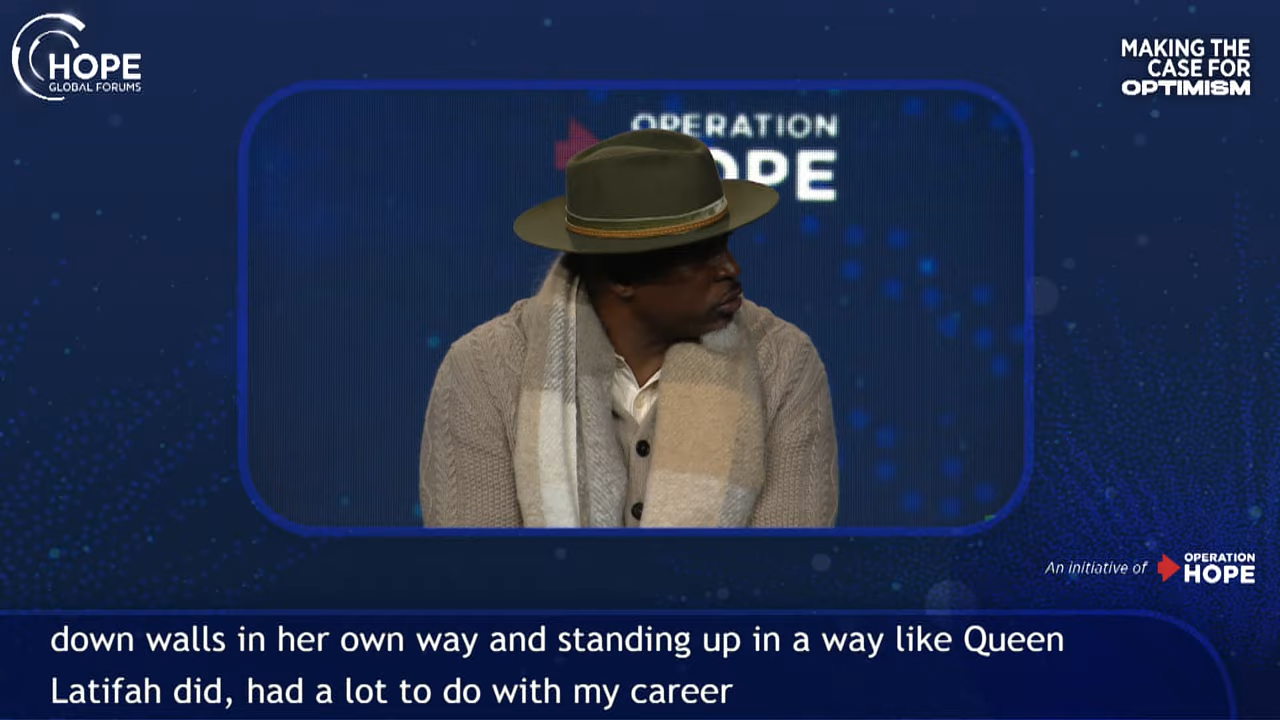 HOPE
GLOBAL FORUMS
MAKING THE
CASE FOR
OPTIMISM
OPERATION
OPE
An initiative of
OPERATION
HOPE
down walls in her own way and standing up in a way like Queen
Latifah did, had a lot to do with my career